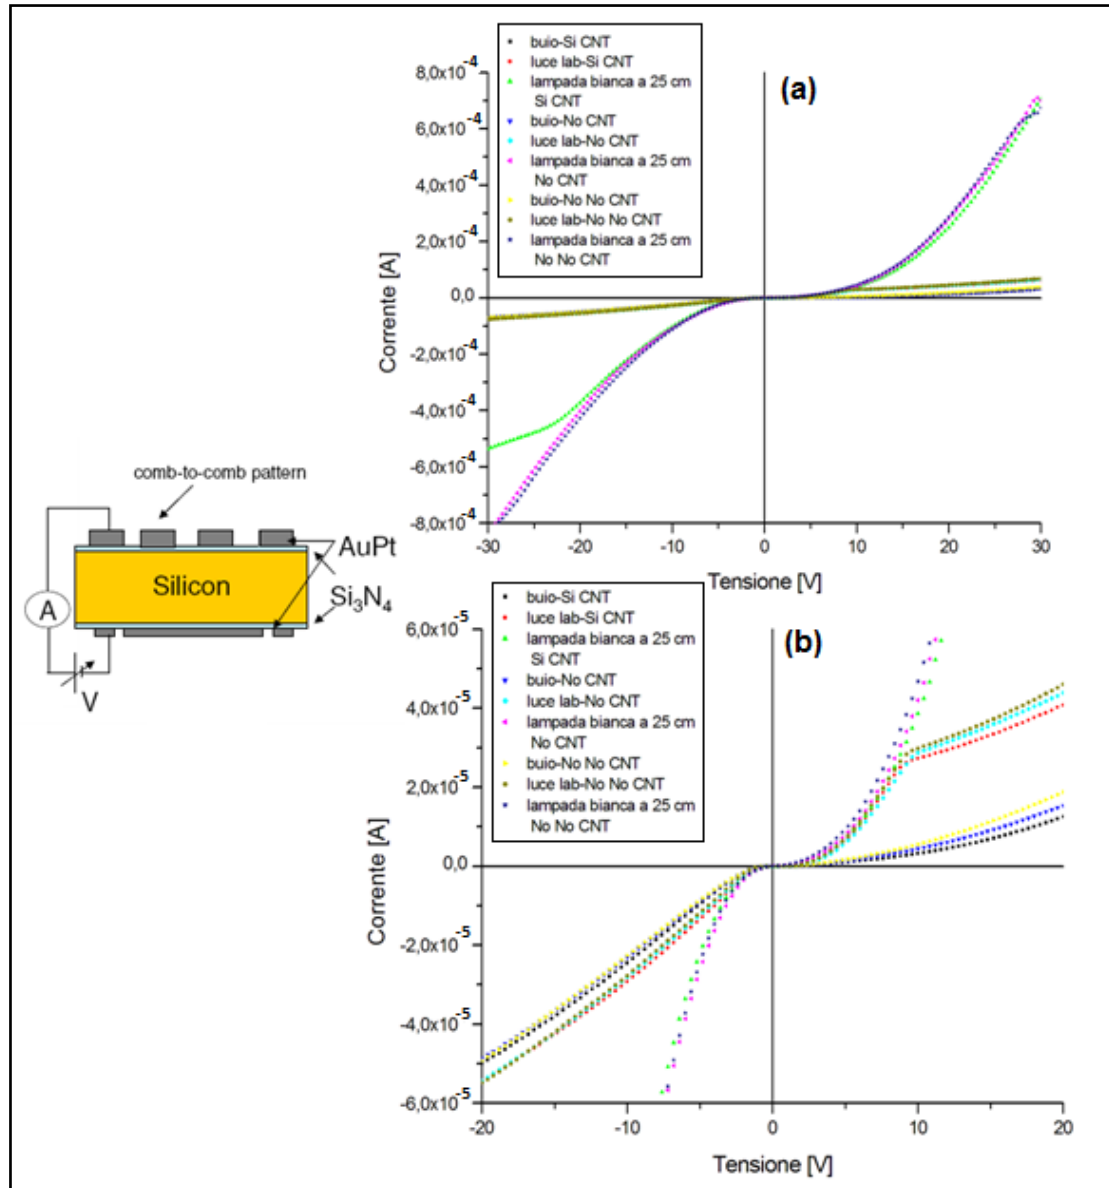 buio-Si CNT
luce lab-Si CNT
lampada bianca a 25 cm
Si CNT
buio-No CNT
luce lab-No CNT
lampada bianca a 25 cm
No CNT
buio-No No CNT
luce lab-No No CNT
lampada bianca a 25 cm
No No CNT
(a)
8,0x10⁻⁴
6,0x10⁻⁴
4,0x10⁻⁴
2,0x10⁻⁴
0,0
-2,0x10⁻⁴
-4,0x10⁻⁴
-6,0x10⁻⁴
-8,0x10⁻⁴
Corrente [A]
-30 -20 -10 0 10 20 30
Tensione [V]
comb-to-comb pattern
AuPt
Silicon
Si₃N₄
A
V
buio-Si CNT
luce lab-Si CNT
lampada bianca a 25 cm
Si CNT
buio-No CNT
luce lab-No CNT
lampada bianca a 25 cm
No CNT
buio-No No CNT
luce lab-No No CNT
lampada bianca a 25 cm
No No CNT
(b)
6,0x10⁻⁵
4,0x10⁻⁵
2,0x10⁻⁵
0,0
-2,0x10⁻⁵
-4,0x10⁻⁵
-6,0x10⁻⁵
Corrente [A]
-20 -10 0 10 20
Tensione [V]